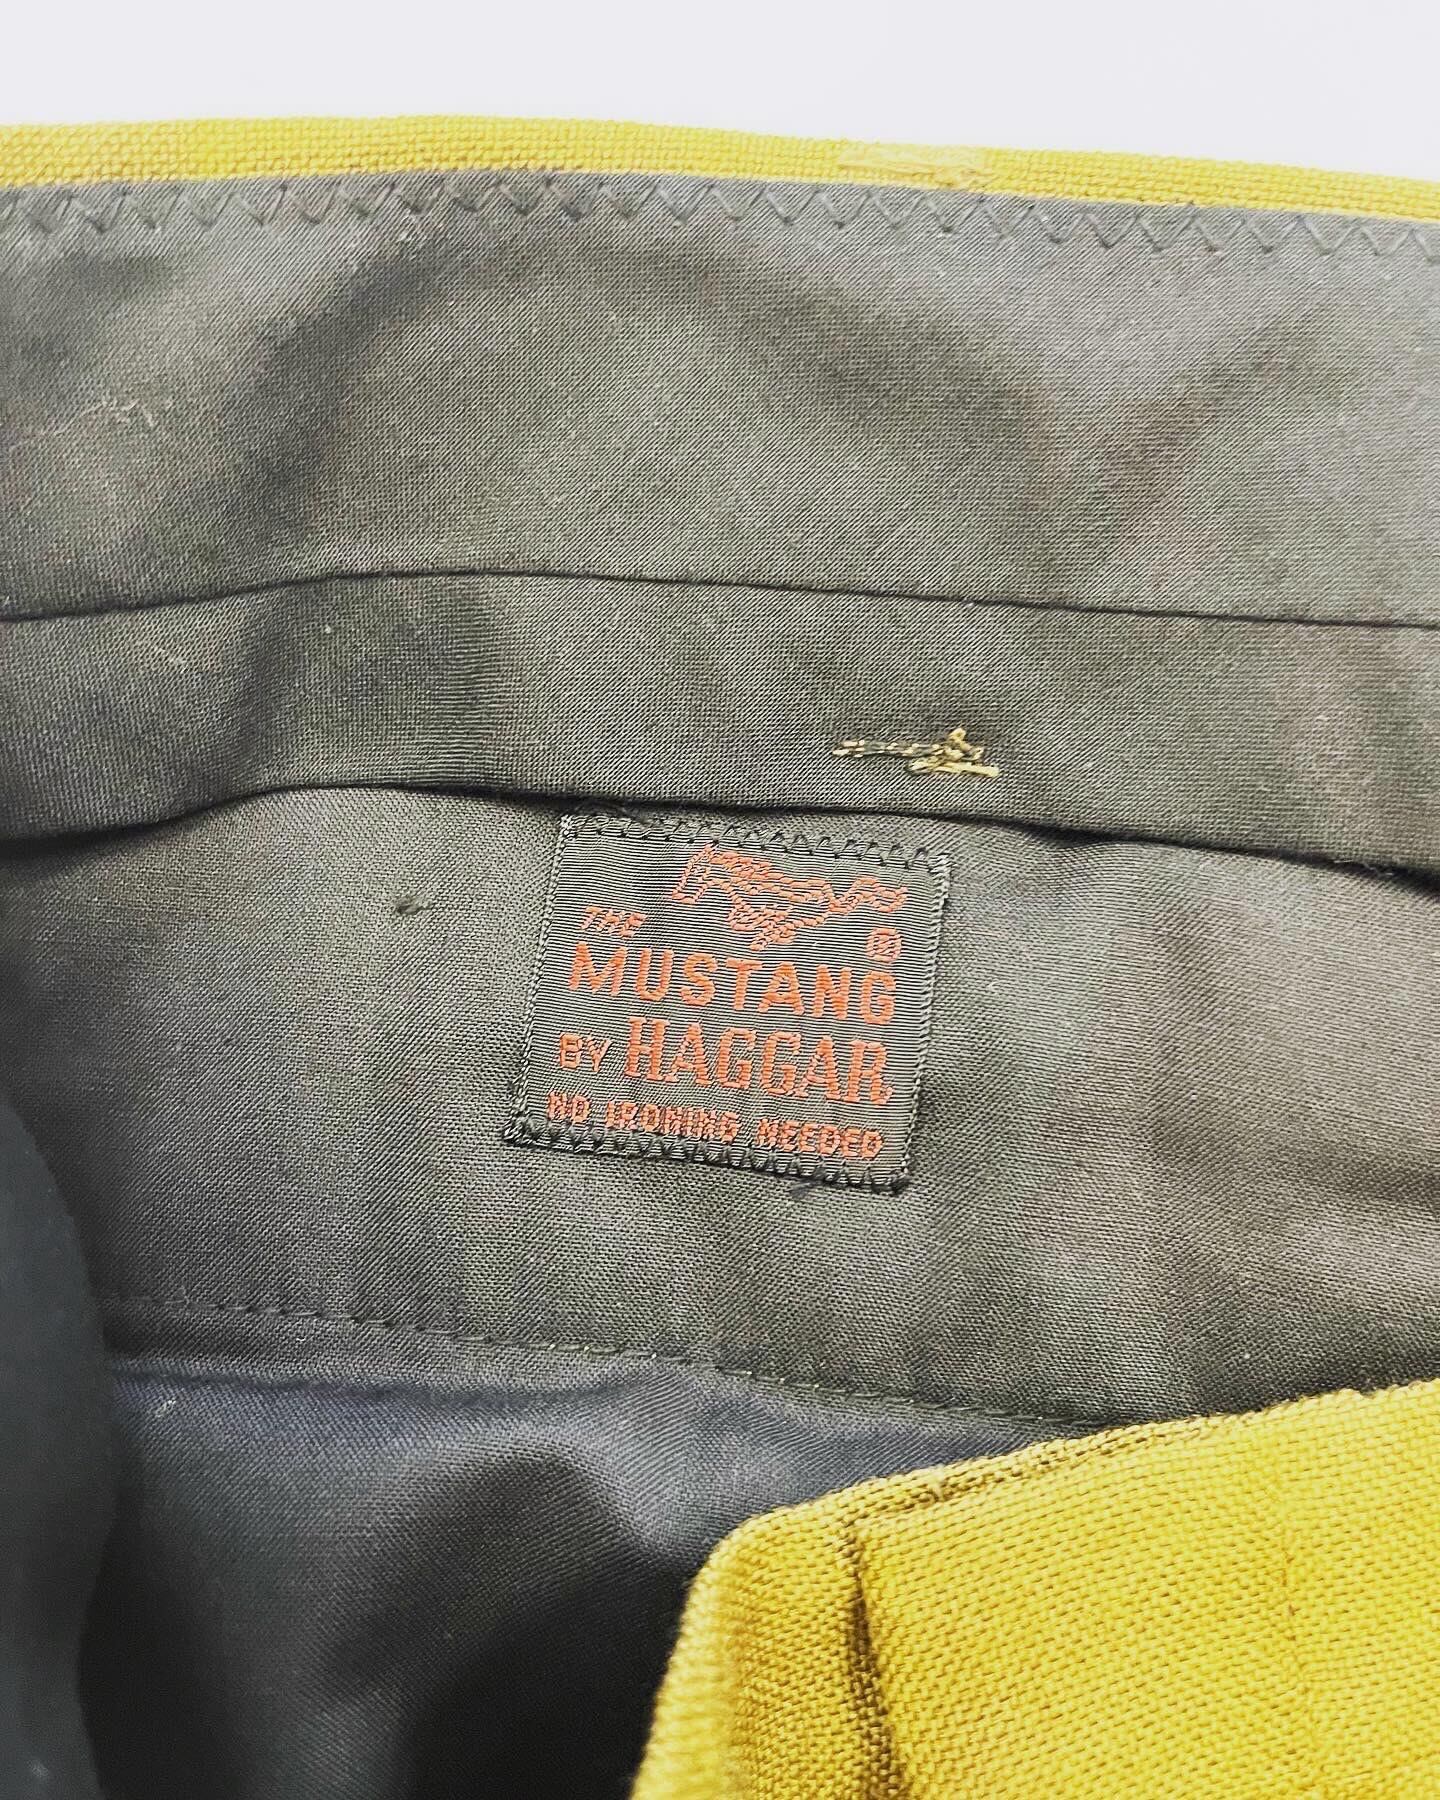 THE
MUSTANG ®
BY HAGGAR
NO IRONING NEEDED